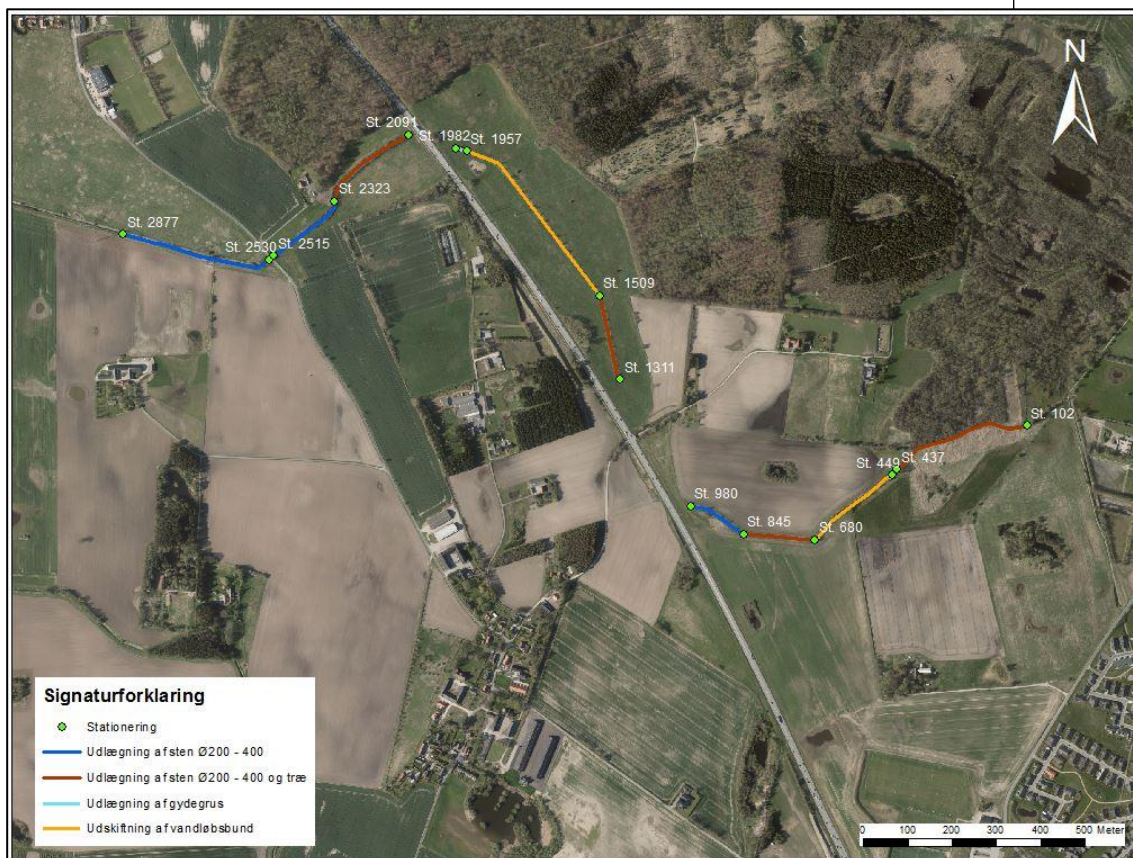 N
St. 2091
St. 1982
St. 1957
St. 2323
St. 2877
St. 2530
St. 2515
St. 1509
St. 1311
St. 102
St. 437
St. 449
St. 980
St. 845
St. 680
Signaturforklaring
Stationering
Udlægning af sten Ø200 - 400
Udlægning af sten Ø200 - 400 og træ
Udlægning af gydegrus
Udskiftning af vandløbsbund
0 100 200 300 400 500 Meter